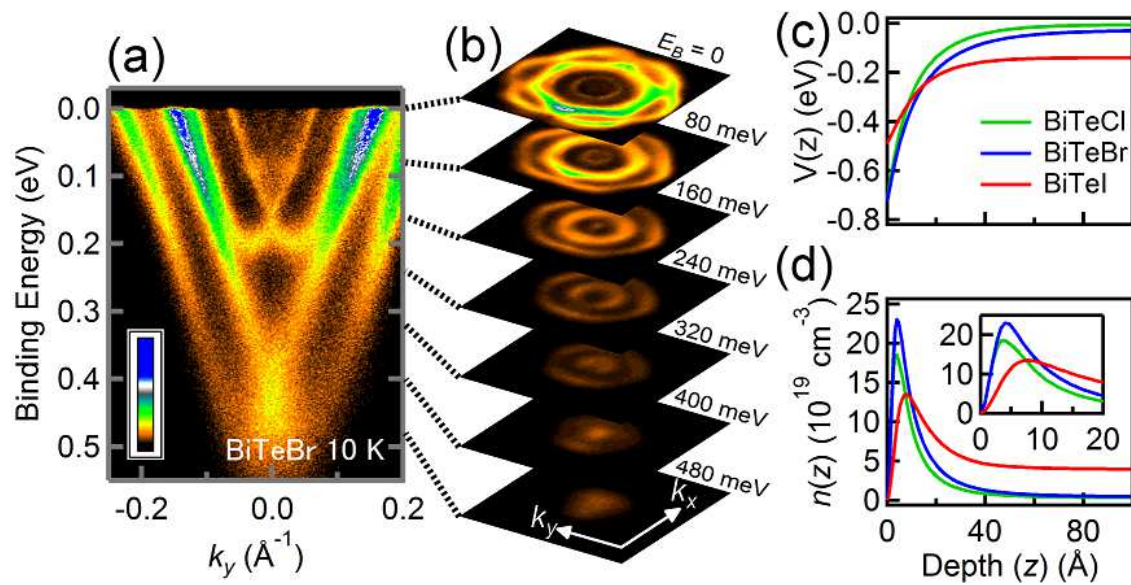 (a)
Binding Energy (eV)
0.0
0.1
0.2
0.3
0.4
0.5
BiTeBr 10 K
-0.2
0.0
0.2
k_y (Å⁻¹)
(b)
E_B = 0
80 meV
160 meV
240 meV
320 meV
400 meV
480 meV
k_y
k_x
(c)
V(z) (eV)
0.0
-0.2
-0.4
-0.6
-0.8
BiTeCl
BiTeBr
BiTeI
(d)
n(z) (10¹⁹ cm⁻³)
25
20
15
10
5
0
20
10
0
0
10
20
0
40
80
Depth (z) (Å)